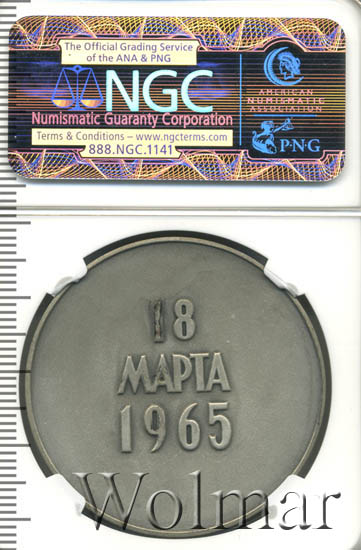 The Official Grading Service
of the ANA & PNG
NGC
Numismatic Guaranty Corporation
Terms & Conditions – www.ngcterms.com
888.NGC.1141
AMERICAN
NUMISMATIC
ASSOCIATION
P·N·G
18
МАРТА
1965
Wolmar